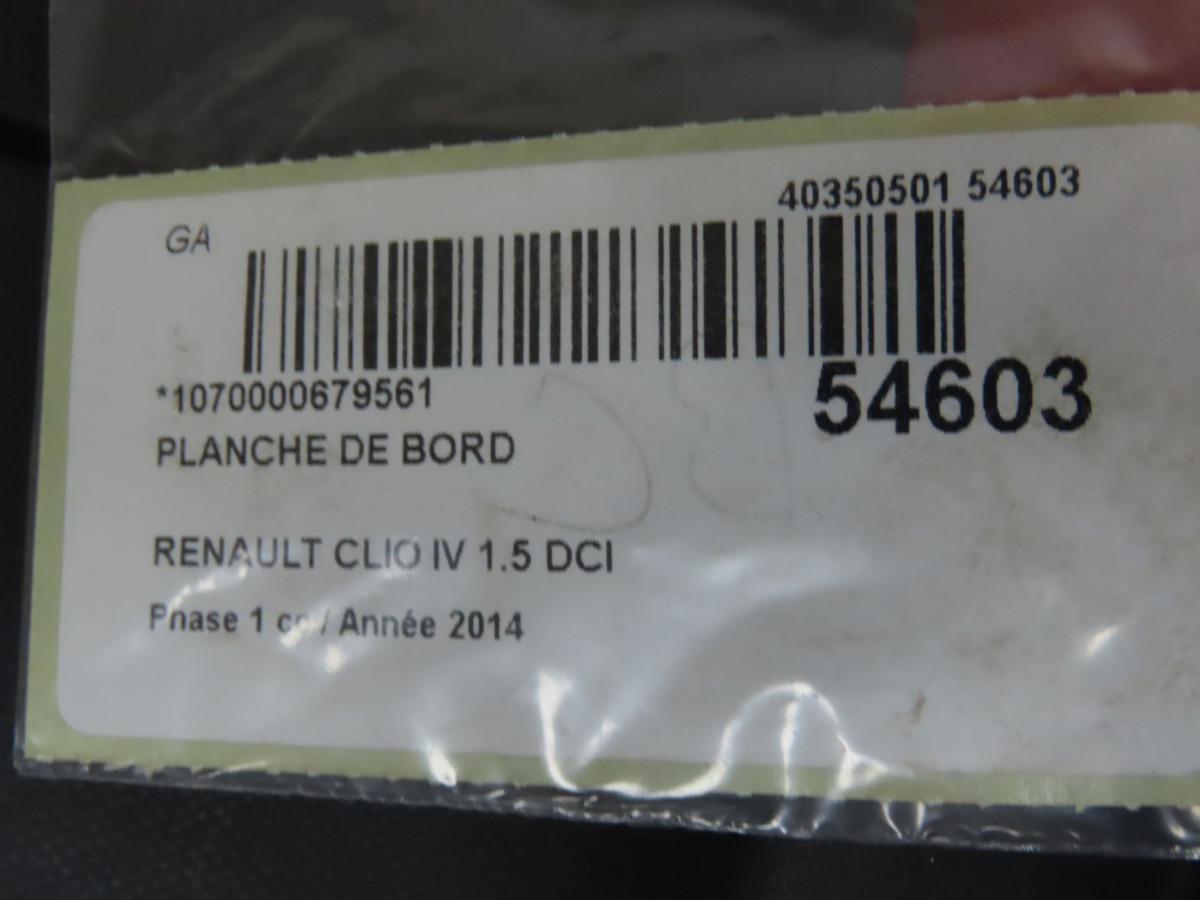 40350501 54603
GA
*1070000679561
54603
PLANCHE DE BORD
RENAULT CLIO IV 1.5 DCI
Phase 1 / Année 2014